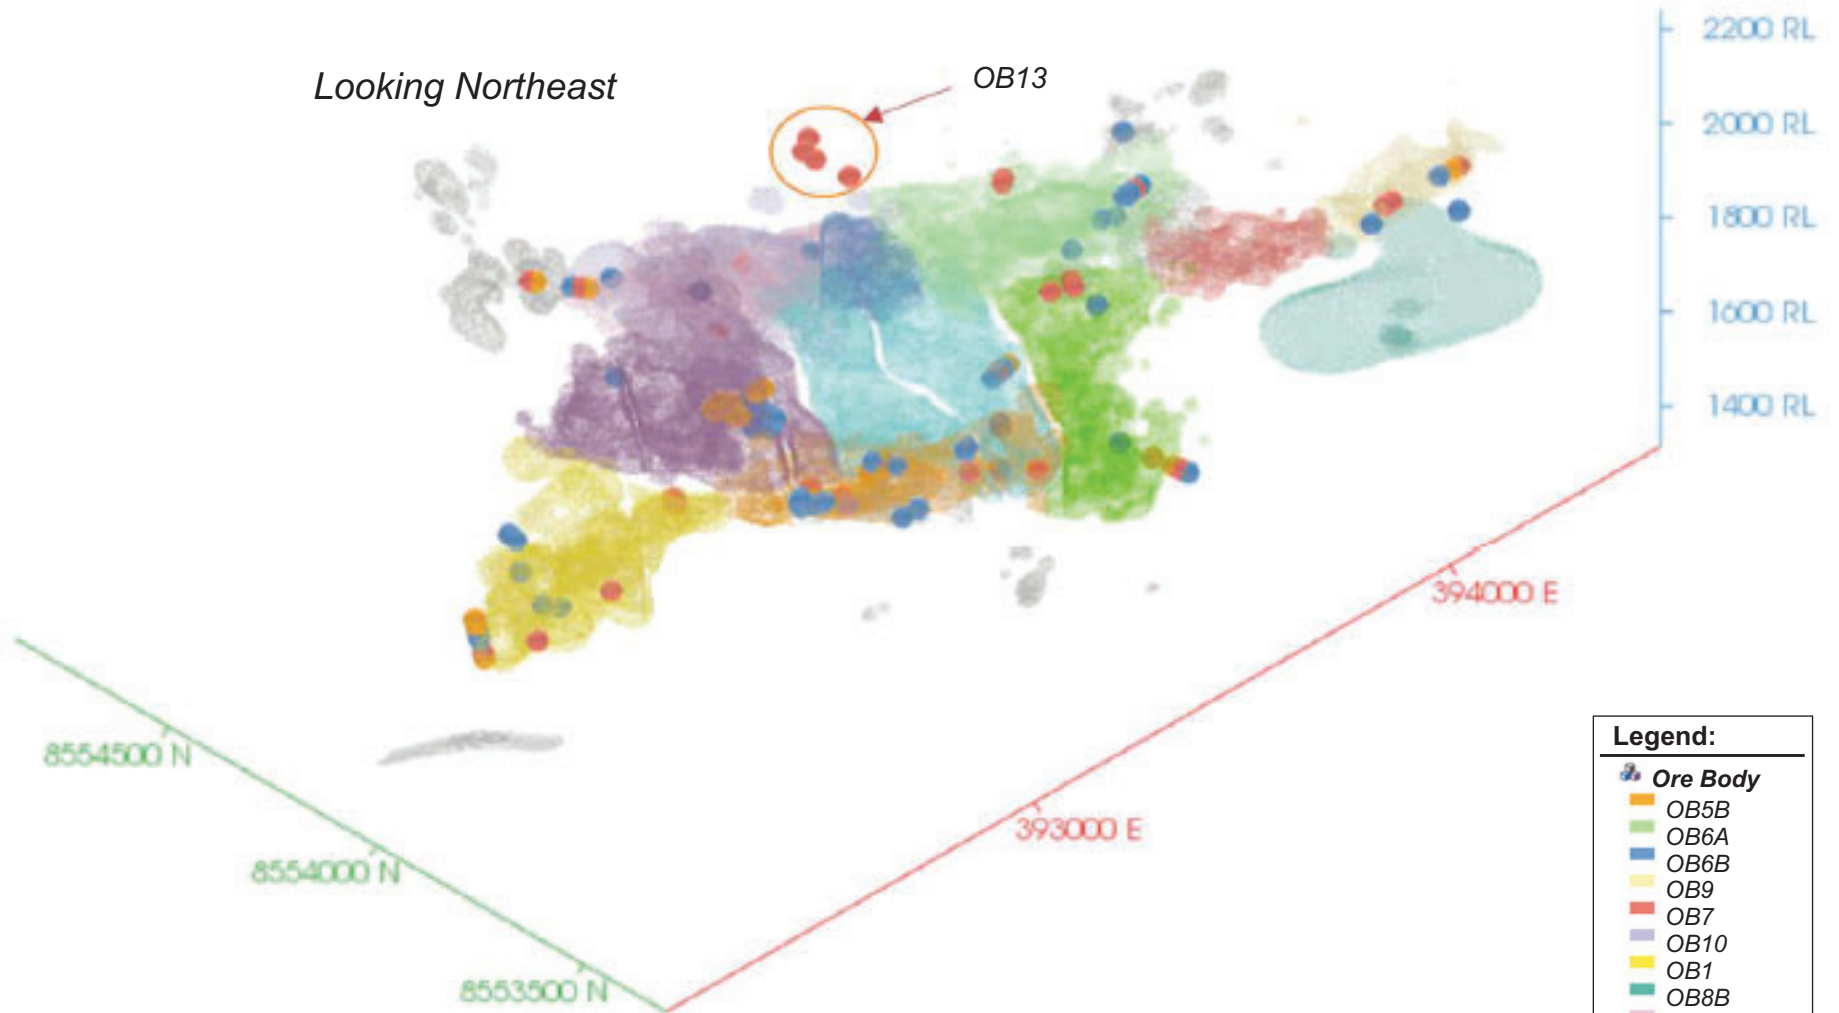 2200 RL
Looking Northeast
OB13
2000 RL
1800 RL
1600 RL
1400 RL
394000 E
8554500 N
393000 E
8554000 N
8553500 N
Legend:
Ore Body
OB5B
OB6A
OB6B
OB9
OB7
OB10
OB1
OB8B